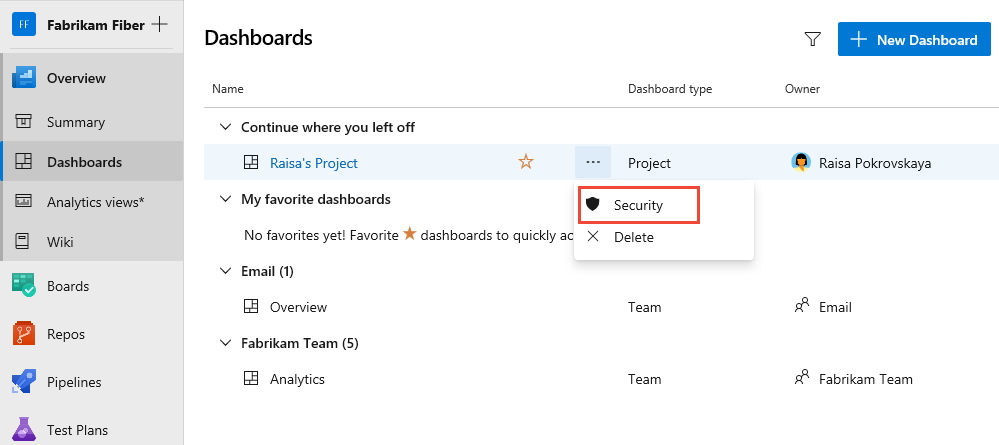 FF Fabrikam Fiber
Overview
Summary
Dashboards
Analytics views*
Wiki
Boards
Repos
Pipelines
Test Plans
Dashboards
New Dashboard
Name Dashboard type Owner
Continue where you left off
Raisa's Project ... Project Raisa Pokrovskaya
Security
Delete
My favorite dashboards
No favorites yet! Favorite ★ dashboards to quickly
Email (1)
Overview Team Email
Fabrikam Team (5)
Analytics Team Fabrikam Team